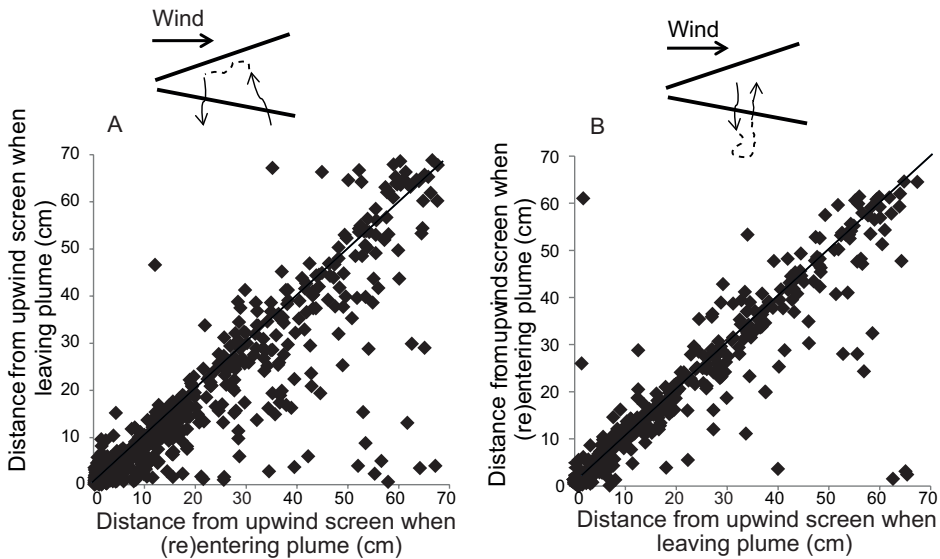 Wind
A
Distance from upwind screen when
leaving plume (cm)
70
60
50
40
30
20
10
0
0 10 20 30 40 50 60 70
Distance from upwind screen when
(re)entering plume (cm)
Wind
B
Distance from upwind screen when
(re)entering plume (cm)
70
60
50
40
30
20
10
0
0 10 20 30 40 50 60 70
Distance from upwind screen when
leaving plume (cm)